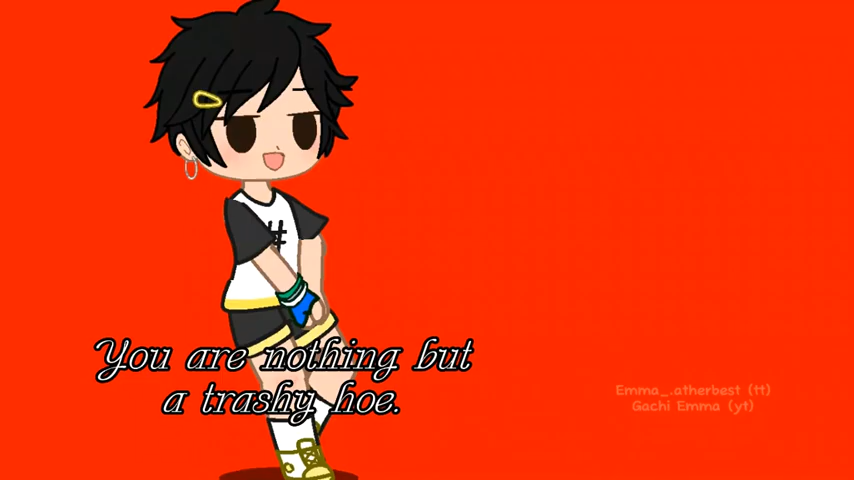 #
You are nothing but
a trashy hoe.
Emma_.atherbest (tt)
Gachi Emma (yt)